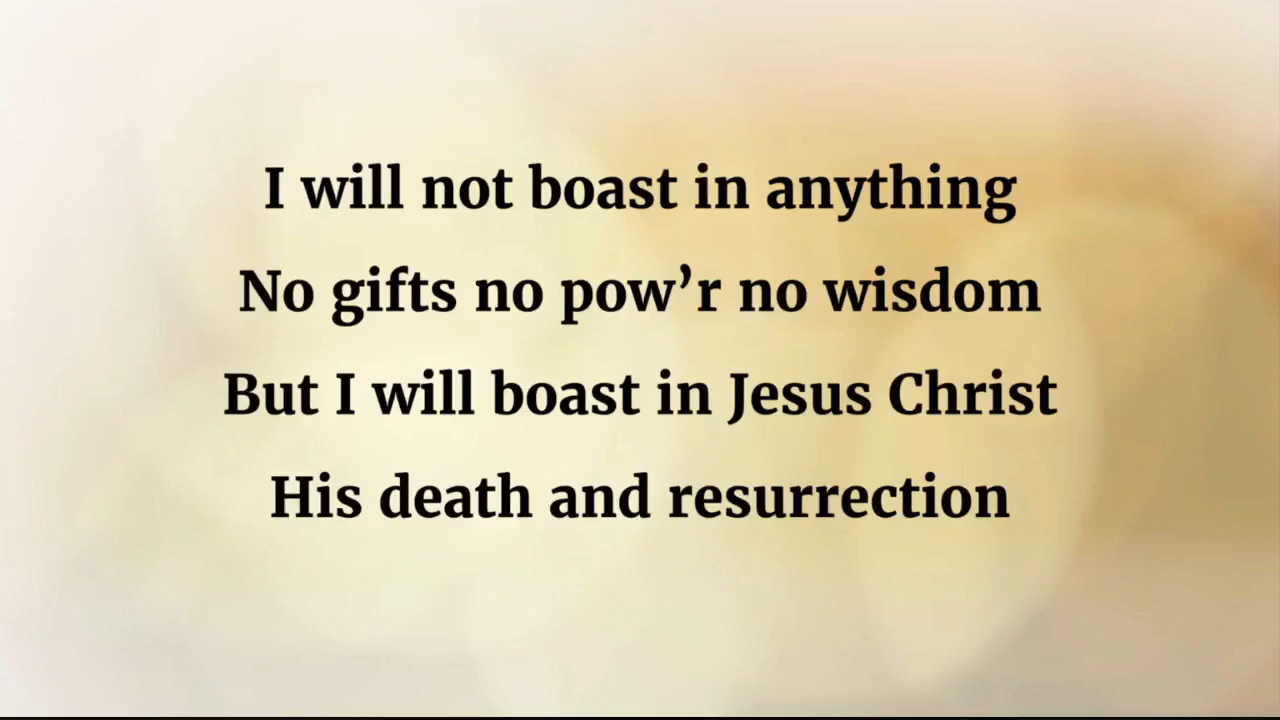 I will not boast in anything
No gifts no pow’r no wisdom
But I will boast in Jesus Christ
His death and resurrection